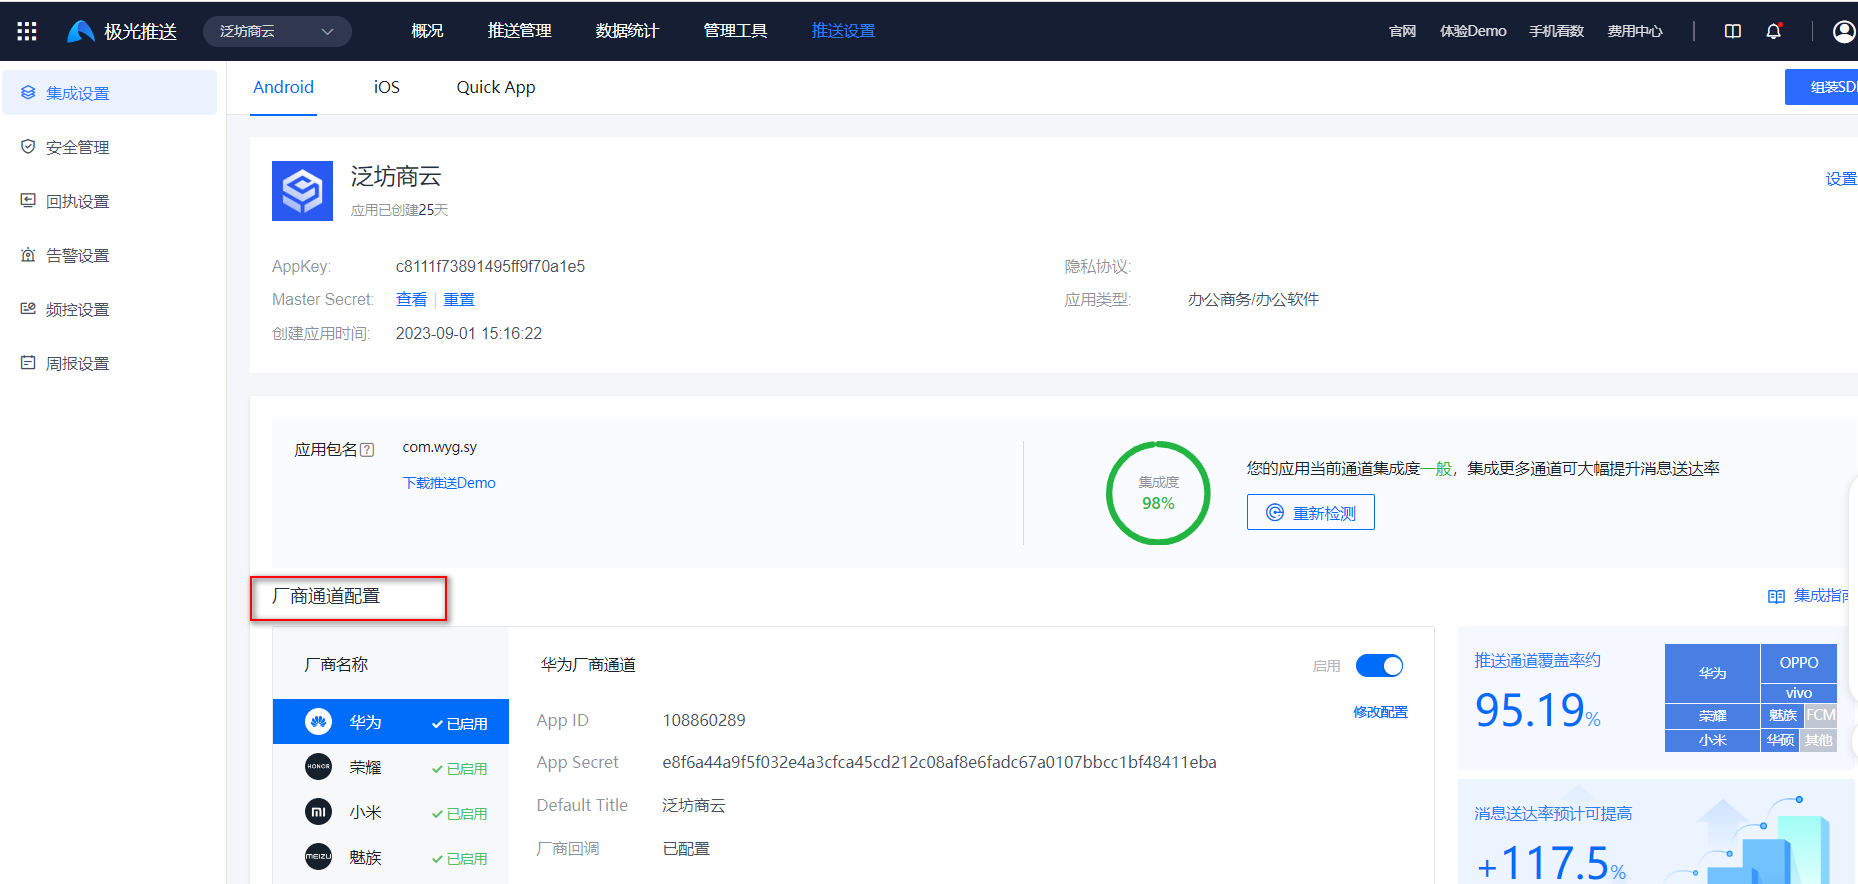 极光推送
泛坊商云
概况
推送管理
数据统计
管理工具
推送设置
官网
体验Demo
手机看数
费用中心
集成设置
安全管理
回执设置
告警设置
频控设置
周报设置
Android
iOS
Quick App
组装SD
泛坊商云
应用已创建25天
设置
AppKey:
c8111f73891495ff9f70a1e5
隐私协议:
Master Secret:
查看 | 重置
应用类型:
办公商务/办公软件
创建应用时间:
2023-09-01 15:16:22
应用包名 ?
com.wyg.sy
下载推送Demo
集成度
98%
您的应用当前通道集成度一般，集成更多通道可大幅提升消息送达率
重新检测
厂商通道配置
集成指南
厂商名称
华为 已启用
HONOR 荣耀 已启用
mi 小米 已启用
MEIZU 魅族 已启用
华为厂商通道
启用
修改配置
App ID
108860289
App Secret
e8f6a44a9f5f032e4a3cfca45cd212c08af8e6fadc67a0107bbcc1bf48411eba
Default Title
泛坊商云
厂商回调
已配置
推送通道覆盖率约
95.19%
华为
OPPO
vivo
荣耀
魅族
FCM
小米
华硕
其他
消息送达率预计可提高
+117.5%